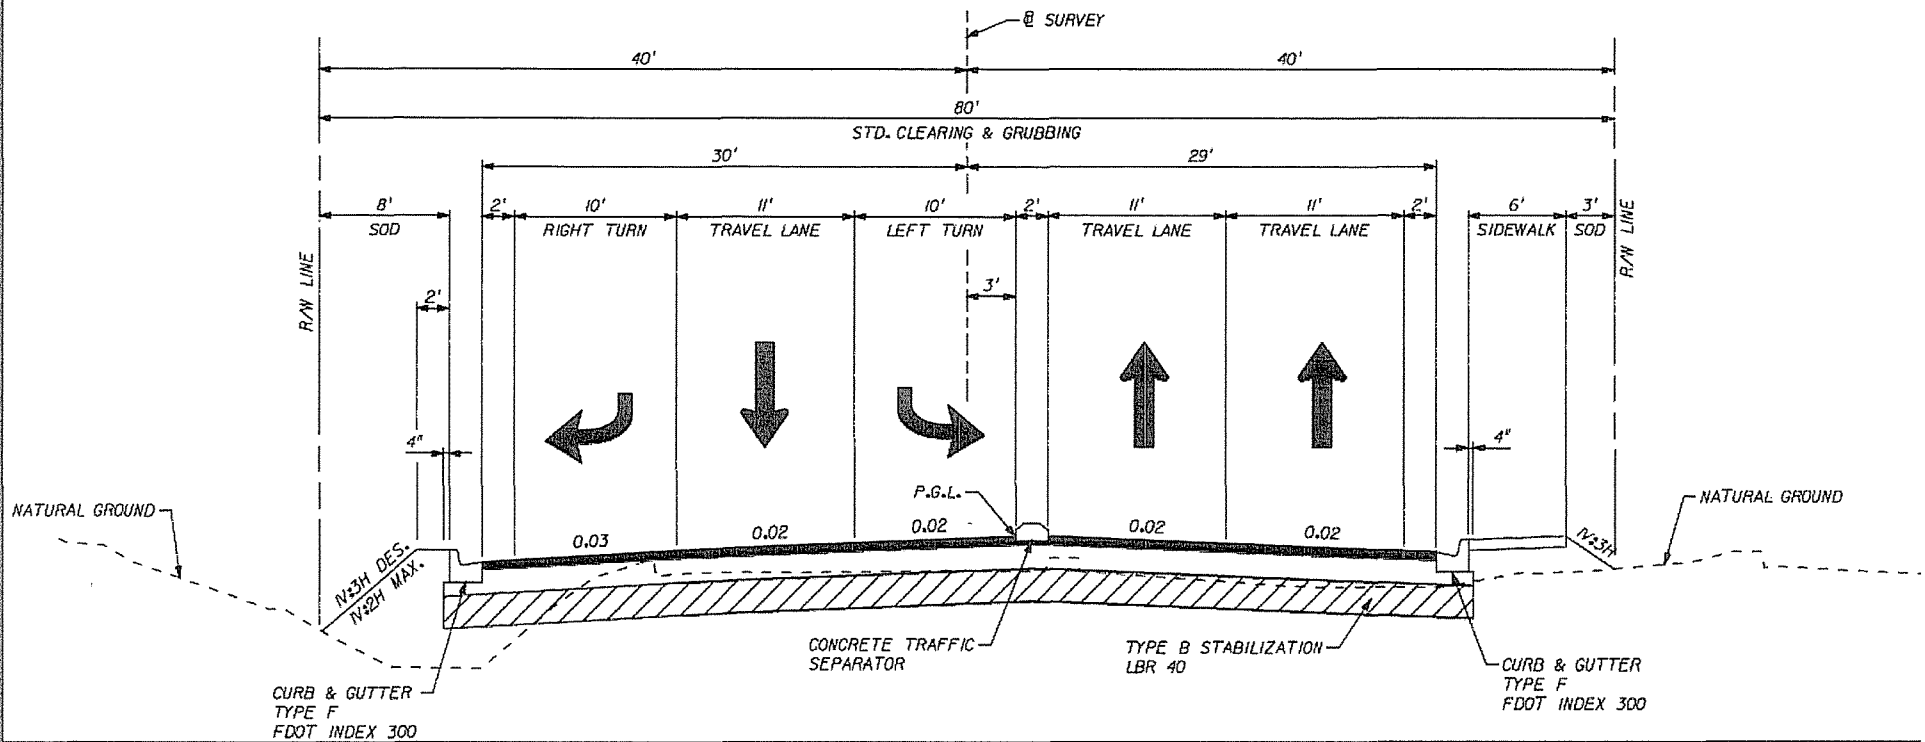 ℄ SURVEY
40' 40'
80'
STD. CLEARING & GRUBBING
30' 29'
8' 2' 10' 11' 10' 2' 11' 11' 2' 6' 3'
SOD RIGHT TURN TRAVEL LANE LEFT TURN TRAVEL LANE TRAVEL LANE SIDEWALK SOD
R/W LINE
R/W LINE
2' 3'
4" 4"
P.G.L.
NATURAL GROUND
NATURAL GROUND
0.03 0.02 0.02 0.02 0.02
1V:3H DES.
1V:2H MAX.
1V:3H
CONCRETE TRAFFIC
SEPARATOR
TYPE B STABILIZATION
LBR 40
CURB & GUTTER
TYPE F
FDOT INDEX 300
CURB & GUTTER
TYPE F
FDOT INDEX 300